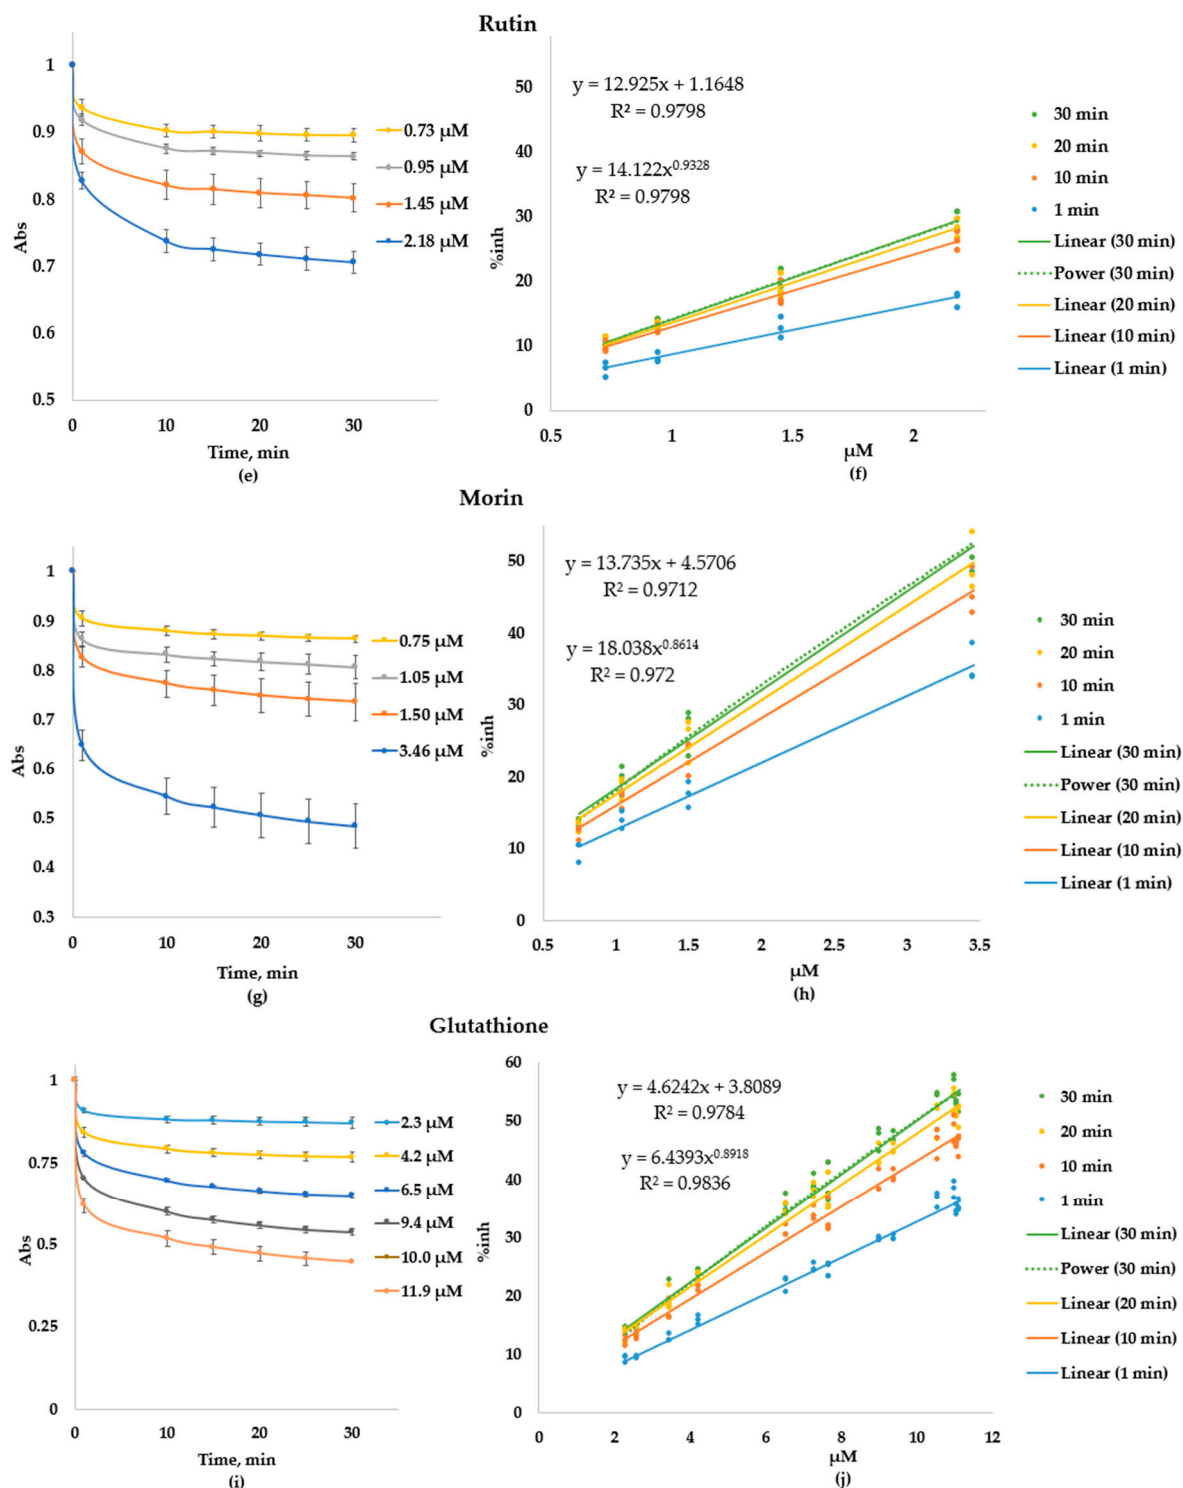 Rutin
1
0.9
0.8
0.7
0.6
0.5
Abs
0
10
20
30
Time, min
(e)
0.73 μM
0.95 μM
1.45 μM
2.18 μM
y = 12.925x + 1.1648
R² = 0.9798
y = 14.122x^0.9328
R² = 0.9798
50
40
30
20
10
0
%inh
0.5
1
1.5
2
μM
(f)
30 min
20 min
10 min
1 min
Linear (30 min)
Power (30 min)
Linear (20 min)
Linear (10 min)
Linear (1 min)
Morin
1
0.9
0.8
0.7
0.6
0.5
0.4
0.3
Abs
0
10
20
30
Time, min
(g)
0.75 μM
1.05 μM
1.50 μM
3.46 μM
y = 13.735x + 4.5706
R² = 0.9712
y = 18.038x^0.8614
R² = 0.972
50
40
30
20
10
0
%inh
0.5
1
1.5
2
2.5
3
3.5
μM
(h)
30 min
20 min
10 min
1 min
Linear (30 min)
Power (30 min)
Linear (20 min)
Linear (10 min)
Linear (1 min)
Glutathione
1
0.75
0.5
0.25
0
Abs
0
10
20
30
Time, min
(i)
2.3 μM
4.2 μM
6.5 μM
9.4 μM
10.0 μM
11.9 μM
y = 4.6242x + 3.8089
R² = 0.9784
y = 6.4393x^0.8918
R² = 0.9836
60
50
40
30
20
10
0
%inh
0
2
4
6
8
10
12
μM
(j)
30 min
20 min
10 min
1 min
Linear (30 min)
Power (30 min)
Linear (20 min)
Linear (10 min)
Linear (1 min)